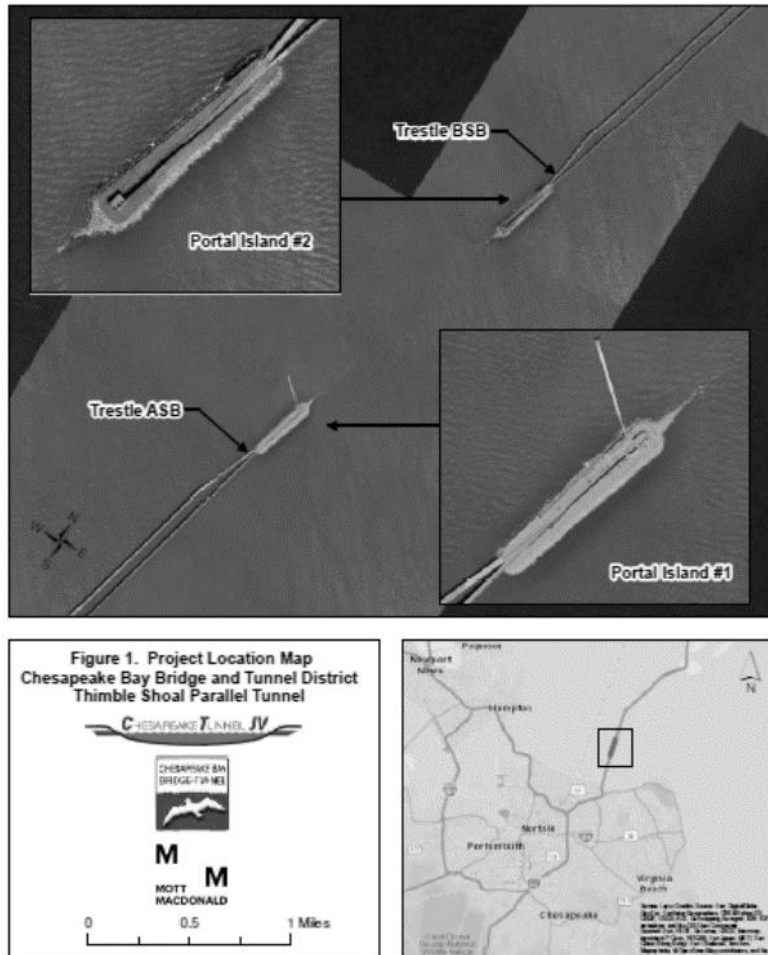 Trestle BSB
Portal Island #2
Trestle ASB
Portal Island #1
N
W
E
S
Figure 1. Project Location Map
Chesapeake Bay Bridge and Tunnel District
Thimble Shoal Parallel Tunnel
CHESAPEAKE TUNNEL JV
CHESAPEAKE BAY
BRIDGE-TUNNEL
M
M
MOTT
MACDONALD
0 0.5 1 Miles
Newport
News
Hampton
N
Norfolk
Portsmouth
Virginia
Beach
Chesapeake